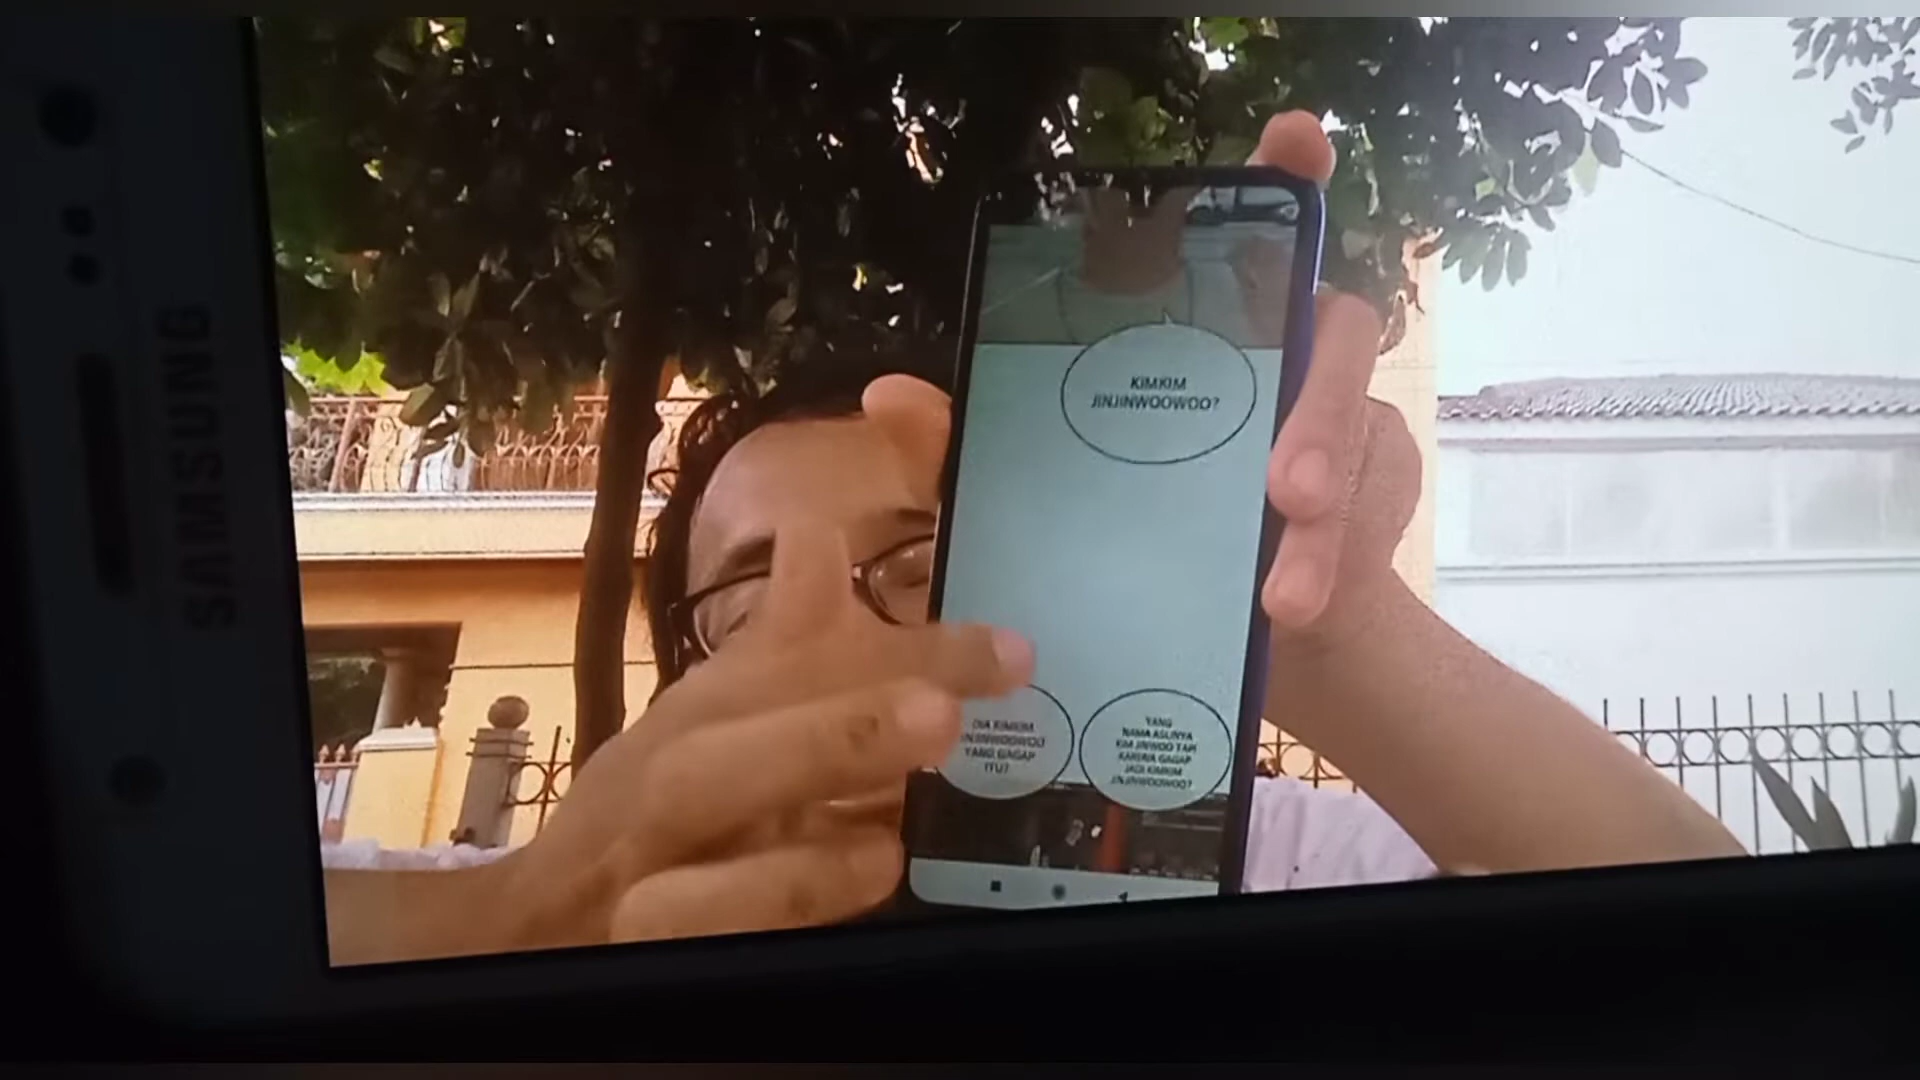 SAMSUNG
KIMKIM
JINJINWOOWOO?
DIA KIMKIM
JINJINWOOWOO
YANG GAGAP
ITU?
YANG
NAMA ASLINYA
KIM JINWOO TAPI
KARENA GAGAP
JADI KIMKIM
JINJINWOOWOO?